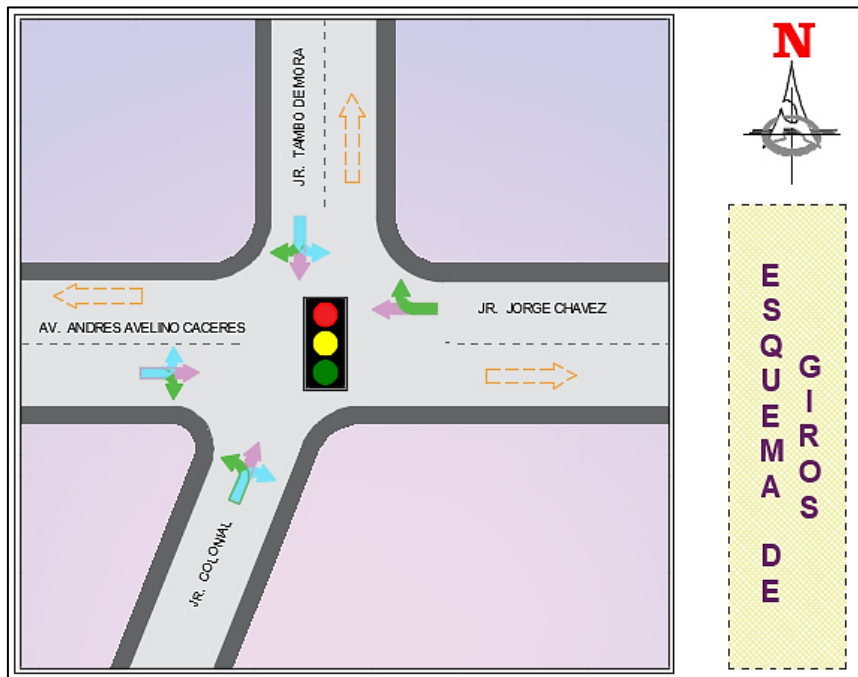 JR. TAMBO DE MORA
N
AV. ANDRES AVELINO CACERES
JR. JORGE CHAVEZ
JR. COLONIAL
ESQUEMA DE
GIROS